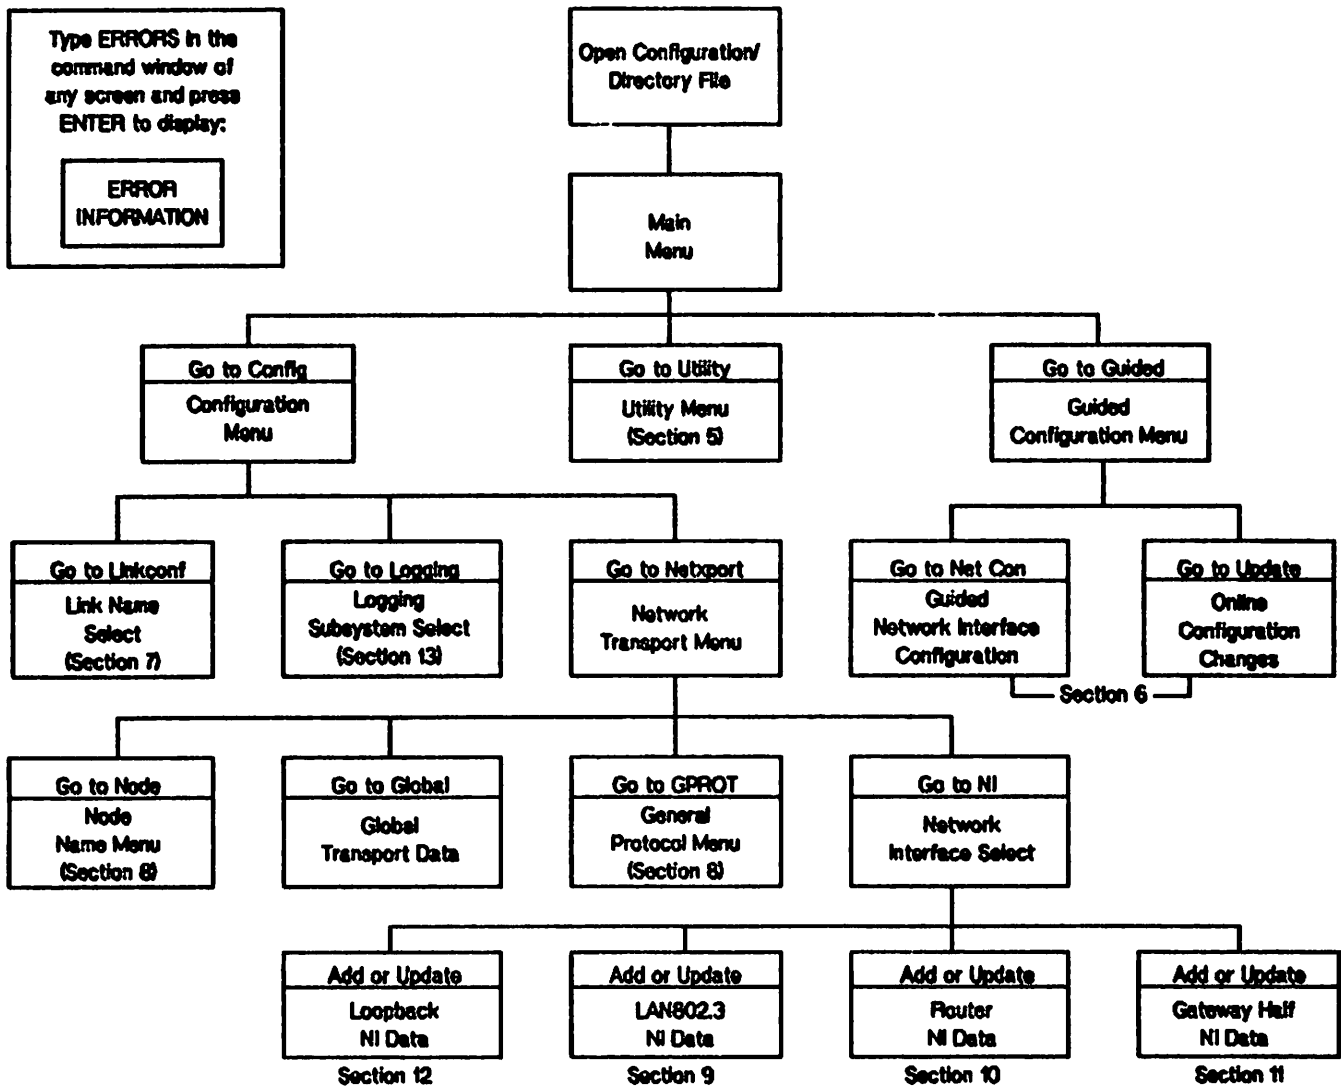 Type ERRORS in the
command window of
any screen and press
ENTER to display:
ERROR
INFORMATION
Open Configuration/
Directory File
Main
Menu
Go to Config
Configuration
Menu
Go to Utility
Utility Menu
(Section 5)
Go to Guided
Guided
Configuration Menu
Go to Linkconf
Link Name
Select
(Section 7)
Go to Logging
Logging
Subsystem Select
(Section 13)
Go to Netxport
Network
Transport Menu
Go to Net Con
Guided
Network Interface
Configuration
Go to Update
Online
Configuration
Changes
Section 6
Go to Node
Node
Name Menu
(Section 8)
Go to Global
Global
Transport Data
Go to GPROT
General
Protocol Menu
(Section 8)
Go to NI
Network
Interface Select
Add or Update
Loopback
NI Data
Section 12
Add or Update
LAN802.3
NI Data
Section 9
Add or Update
Router
NI Data
Section 10
Add or Update
Gateway Half
NI Data
Section 11